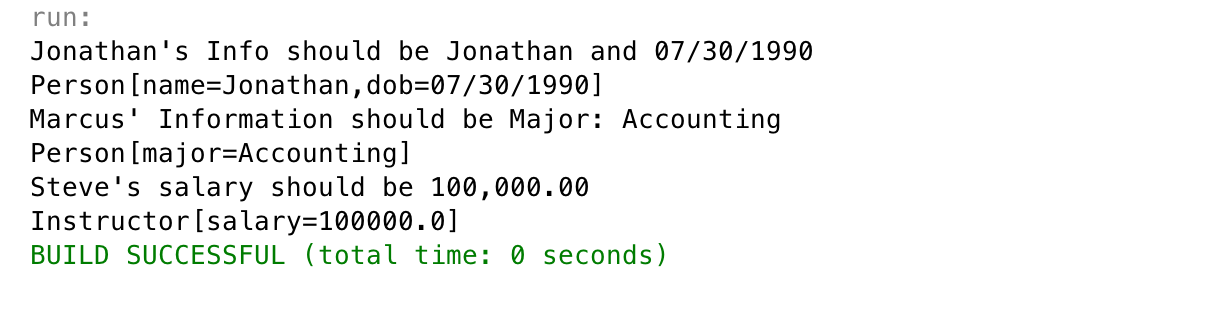 run:
Jonathan's Info should be Jonathan and 07/30/1990
Person[name=Jonathan,dob=07/30/1990]
Marcus' Information should be Major: Accounting
Person[major=Accounting]
Steve's salary should be 100,000.00
Instructor[salary=100000.0]
BUILD SUCCESSFUL (total time: 0 seconds)